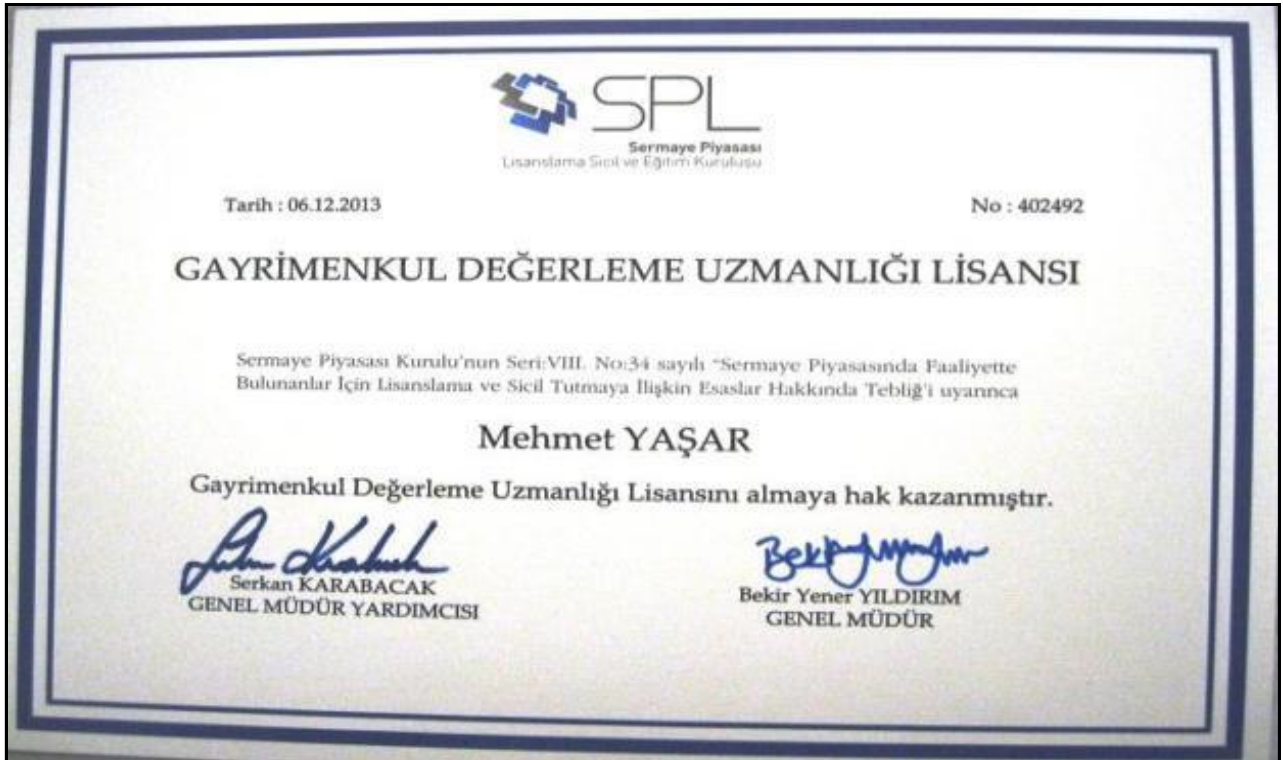 SPL
Sermaye Piyasası
Lisanslama Sicil ve Eğitim Kuruluşu
Tarih : 06.12.2013
No : 402492
GAYRİMENKUL DEĞERLEME UZMANLIĞI LİSANSI
Sermaye Piyasası Kurulu'nun Seri:VIII. No:34 sayılı "Sermaye Piyasasında Faaliyette
Bulunanlar İçin Lisanslama ve Sicil Tutmaya İlişkin Esaslar Hakkında Tebliğ'i uyarınca
Mehmet YAŞAR
Gayrimenkul Değerleme Uzmanlığı Lisansını almaya hak kazanmıştır.
Serkan KARABACAK
GENEL MÜDÜR YARDIMCISI
Bekir Yener YILDIRIM
GENEL MÜDÜR